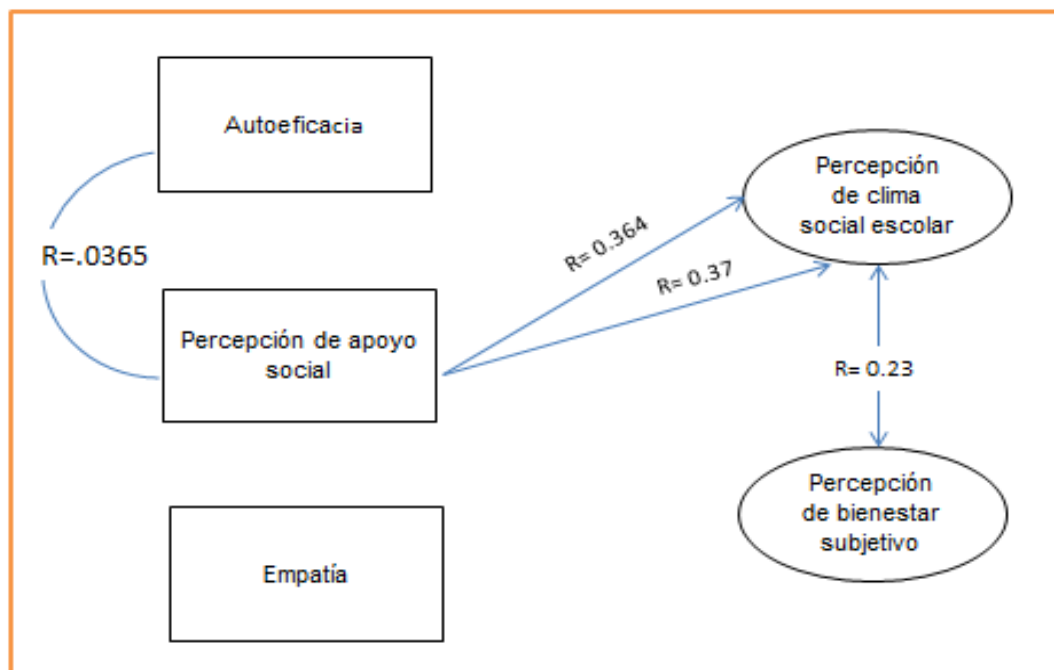 Autoeficacia
R=.0365
Percepción de apoyo
social
Empatía
R= 0.364
R= 0.37
Percepción
de clima
social escolar
R= 0.23
Percepción
de bienestar
subjetivo